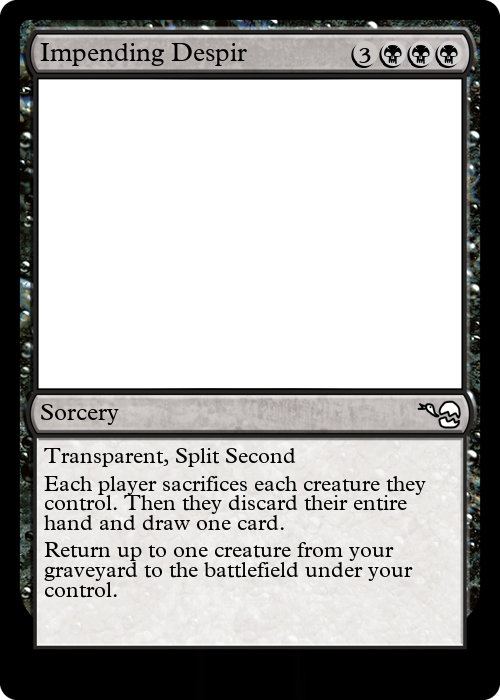 Impending Despir 3
Sorcery
Transparent, Split Second
Each player sacrifices each creature they
control. Then they discard their entire
hand and draw one card.
Return up to one creature from your
graveyard to the battlefield under your
control.